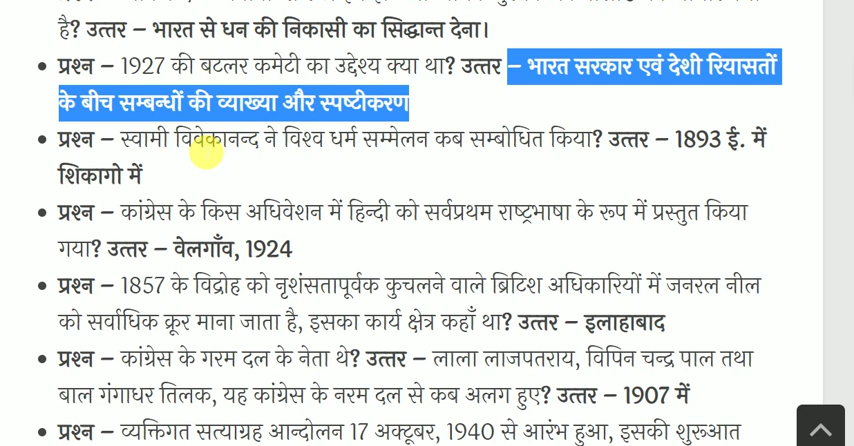 है? उत्तर – भारत से धन की निकासी का सिद्धान्त देना।
• प्रश्न – 1927 की बटलर कमेटी का उद्देश्य क्या था? उत्तर – भारत सरकार एवं देशी रियासतों
के बीच सम्बन्धों की व्याख्या और स्पष्टीकरण
• प्रश्न – स्वामी विवेकानन्द ने विश्व धर्म सम्मेलन कब सम्बोधित किया? उत्तर – 1893 ई. में
शिकागो में
• प्रश्न – कांग्रेस के किस अधिवेशन में हिन्दी को सर्वप्रथम राष्ट्रभाषा के रूप में प्रस्तुत किया
गया? उत्तर – वेलगाँव, 1924
• प्रश्न – 1857 के विद्रोह को नृशंसतापूर्वक कुचलने वाले ब्रिटिश अधिकारियों में जनरल नील
को सर्वाधिक क्रूर माना जाता है, इसका कार्य क्षेत्र कहाँ था? उत्तर – इलाहाबाद
• प्रश्न – कांग्रेस के गरम दल के नेता थे? उत्तर – लाला लाजपतराय, विपिन चन्द्र पाल तथा
बाल गंगाधर तिलक, यह कांग्रेस के नरम दल से कब अलग हुए? उत्तर – 1907 में
• प्रश्न – व्यक्तिगत सत्याग्रह आन्दोलन 17 अक्टूबर, 1940 से आरंभ हुआ, इसकी शुरूआत